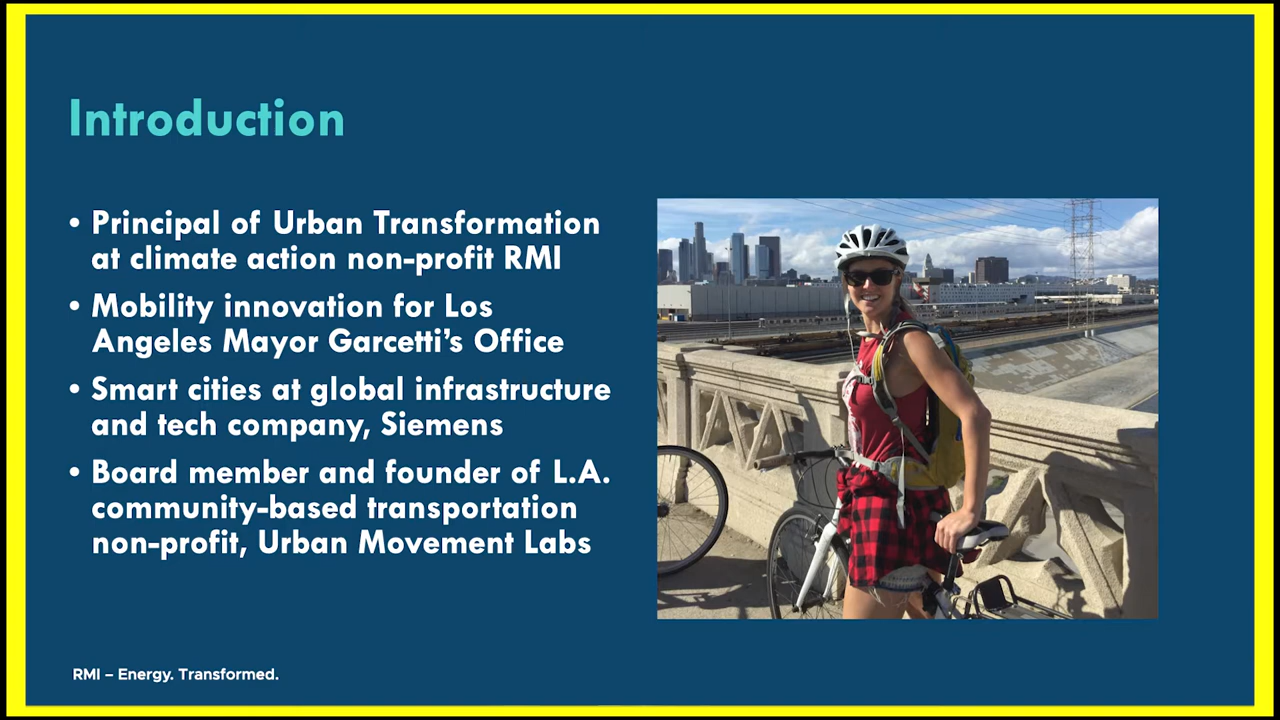 Introduction
• Principal of Urban Transformation
at climate action non-profit RMI
• Mobility innovation for Los
Angeles Mayor Garcetti’s Office
• Smart cities at global infrastructure
and tech company, Siemens
• Board member and founder of L.A.
community-based transportation
non-profit, Urban Movement Labs
RMI – Energy. Transformed.